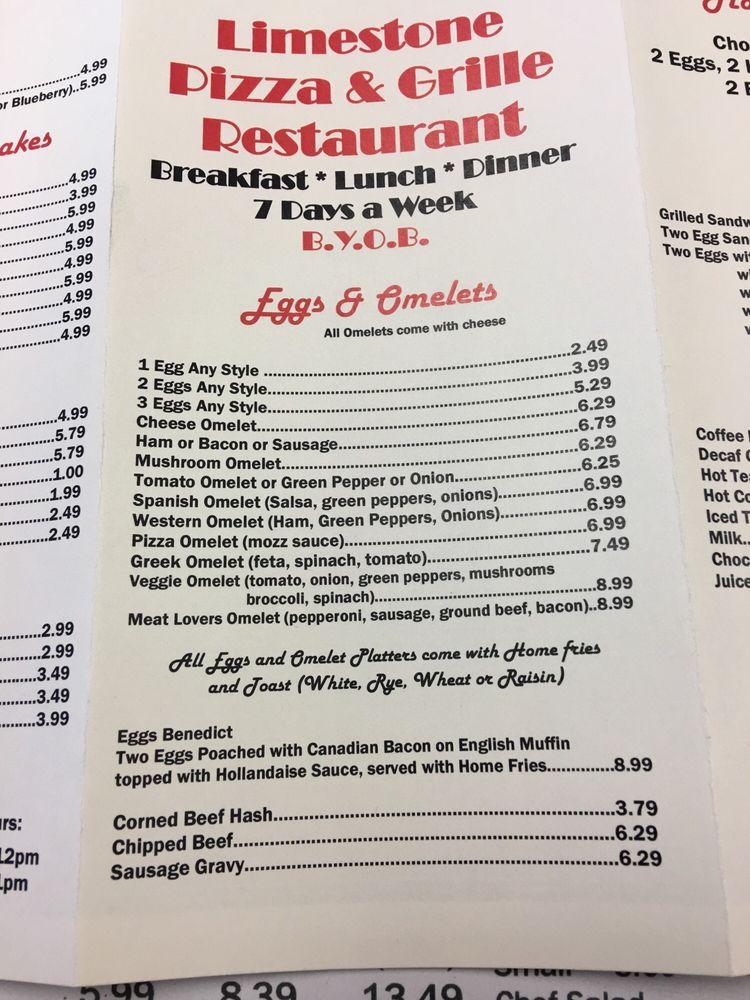 .....4.99
or Blueberry)..5.99
akes
..........4.99
..........3.99
..........5.99
..........4.99
..........5.99
..........4.99
..........5.99
..........4.99
..........5.99
..........4.99
........4.99
........5.79
........5.79
........1.00
........1.99
........2.49
........2.49
.......2.99
.......2.99
.......3.49
.......3.49
.......3.99
urs:
12pm
pm
Limestone
Pizza & Grille
Restaurant
Breakfast * Lunch * Dinner
7 Days a Week
B.Y.O.B.
Eggs & Omelets
All Omelets come with cheese
1 Egg Any Style ..........2.49
2 Eggs Any Style..........3.99
3 Eggs Any Style..........5.29
Cheese Omelet..........6.29
Ham or Bacon or Sausage..........6.79
Mushroom Omelet..........6.29
Tomato Omelet or Green Pepper or Onion..........6.25
Spanish Omelet (Salsa, green peppers, onions)..........6.99
Western Omelet (Ham, Green Peppers, Onions)..........6.99
Pizza Omelet (mozz sauce)..........6.99
Greek Omelet (feta, spinach, tomato)..........7.49
Veggie Omelet (tomato, onion, green peppers, mushrooms
broccoli, spinach)..........8.99
Meat Lovers Omelet (pepperoni, sausage, ground beef, bacon)..8.99
All Eggs and Omelet Platters come with Home fries
and Toast (White, Rye, Wheat or Raisin)
Eggs Benedict
Two Eggs Poached with Canadian Bacon on English Muffin
topped with Hollandaise Sauce, served with Home Fries..........8.99
Corned Beef Hash..........3.79
Chipped Beef..........6.29
Sausage Gravy..........6.29
Cho
2 Eggs, 2
2
Grilled Sandw
Two Egg San
Two Eggs wi
w
w
w
Coffee
Decaf
Hot Te
Hot Co
Iced T
Milk..
Choc
Juice
5.99 8.39 13.49 Chef Salad